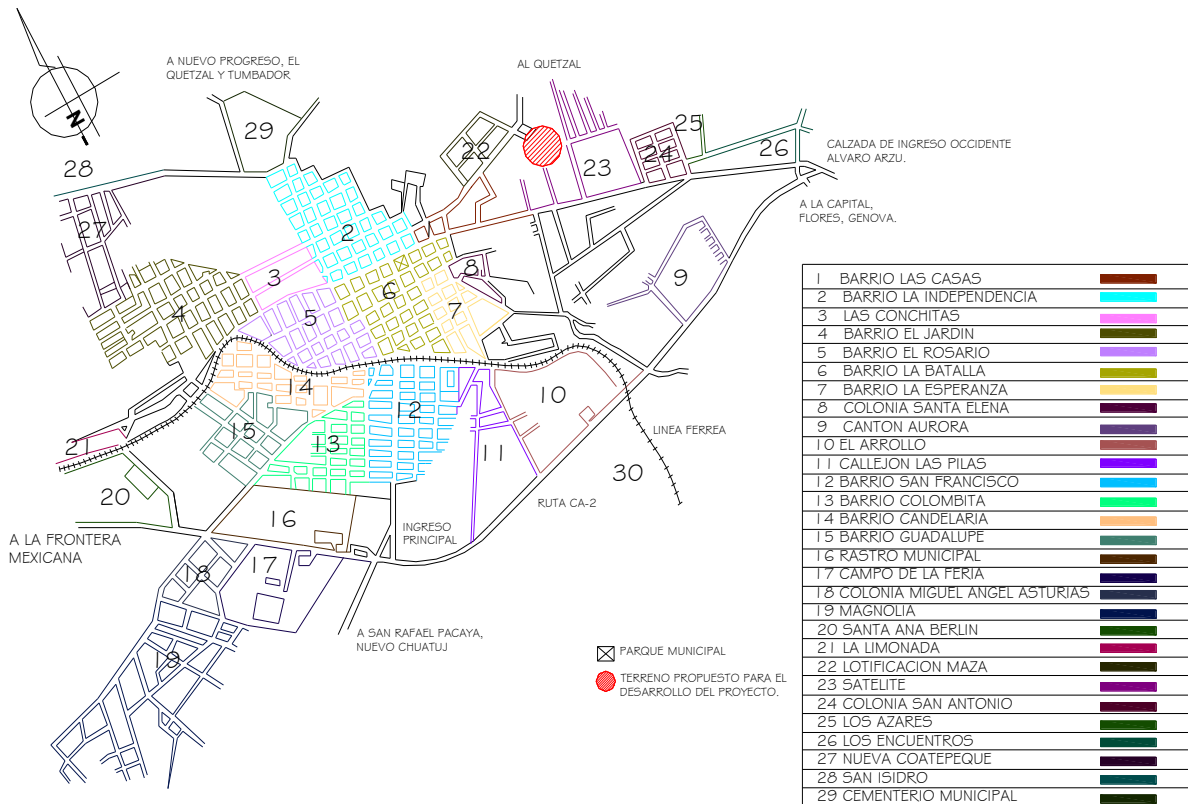 A NUEVO PROGRESO, EL
QUETZAL Y TUMBADOR
AL QUETZAL
N
29
22
25
23
24
26
CALZADA DE INGRESO OCCIDENTE
ALVARO ARZU.
28
A LA CAPITAL,
FLORES, GENOVA.
27
2
1
3
8
9
6
4
5
7
14
10
12
15
13
21
11
LINEA FERREA
30
20
RUTA CA-2
16
INGRESO
PRINCIPAL
A LA FRONTERA
MEXICANA
17
18
A SAN RAFAEL PACAYA,
NUEVO CHUATUJ
19
PARQUE MUNICIPAL
TERRENO PROPUESTO PARA EL
DESARROLLO DEL PROYECTO.
1 BARRIO LAS CASAS
2 BARRIO LA INDEPENDENCIA
3 LAS CONCHITAS
4 BARRIO EL JARDIN
5 BARRIO EL ROSARIO
6 BARRIO LA BATALLA
7 BARRIO LA ESPERANZA
8 COLONIA SANTA ELENA
9 CANTON AURORA
10 EL ARROLLO
11 CALLEJON LAS PILAS
12 BARRIO SAN FRANCISCO
13 BARRIO COLOMBITA
14 BARRIO CANDELARIA
15 BARRIO GUADALUPE
16 RASTRO MUNICIPAL
17 CAMPO DE LA FERIA
18 COLONIA MIGUEL ANGEL ASTURIAS
19 MAGNOLIA
20 SANTA ANA BERLIN
21 LA LIMONADA
22 LOTIFICACION MAZA
23 SATELITE
24 COLONIA SAN ANTONIO
25 LOS AZARES
26 LOS ENCUENTROS
27 NUEVA COATEPEQUE
28 SAN ISIDRO
29 CEMENTERIO MUNICIPAL